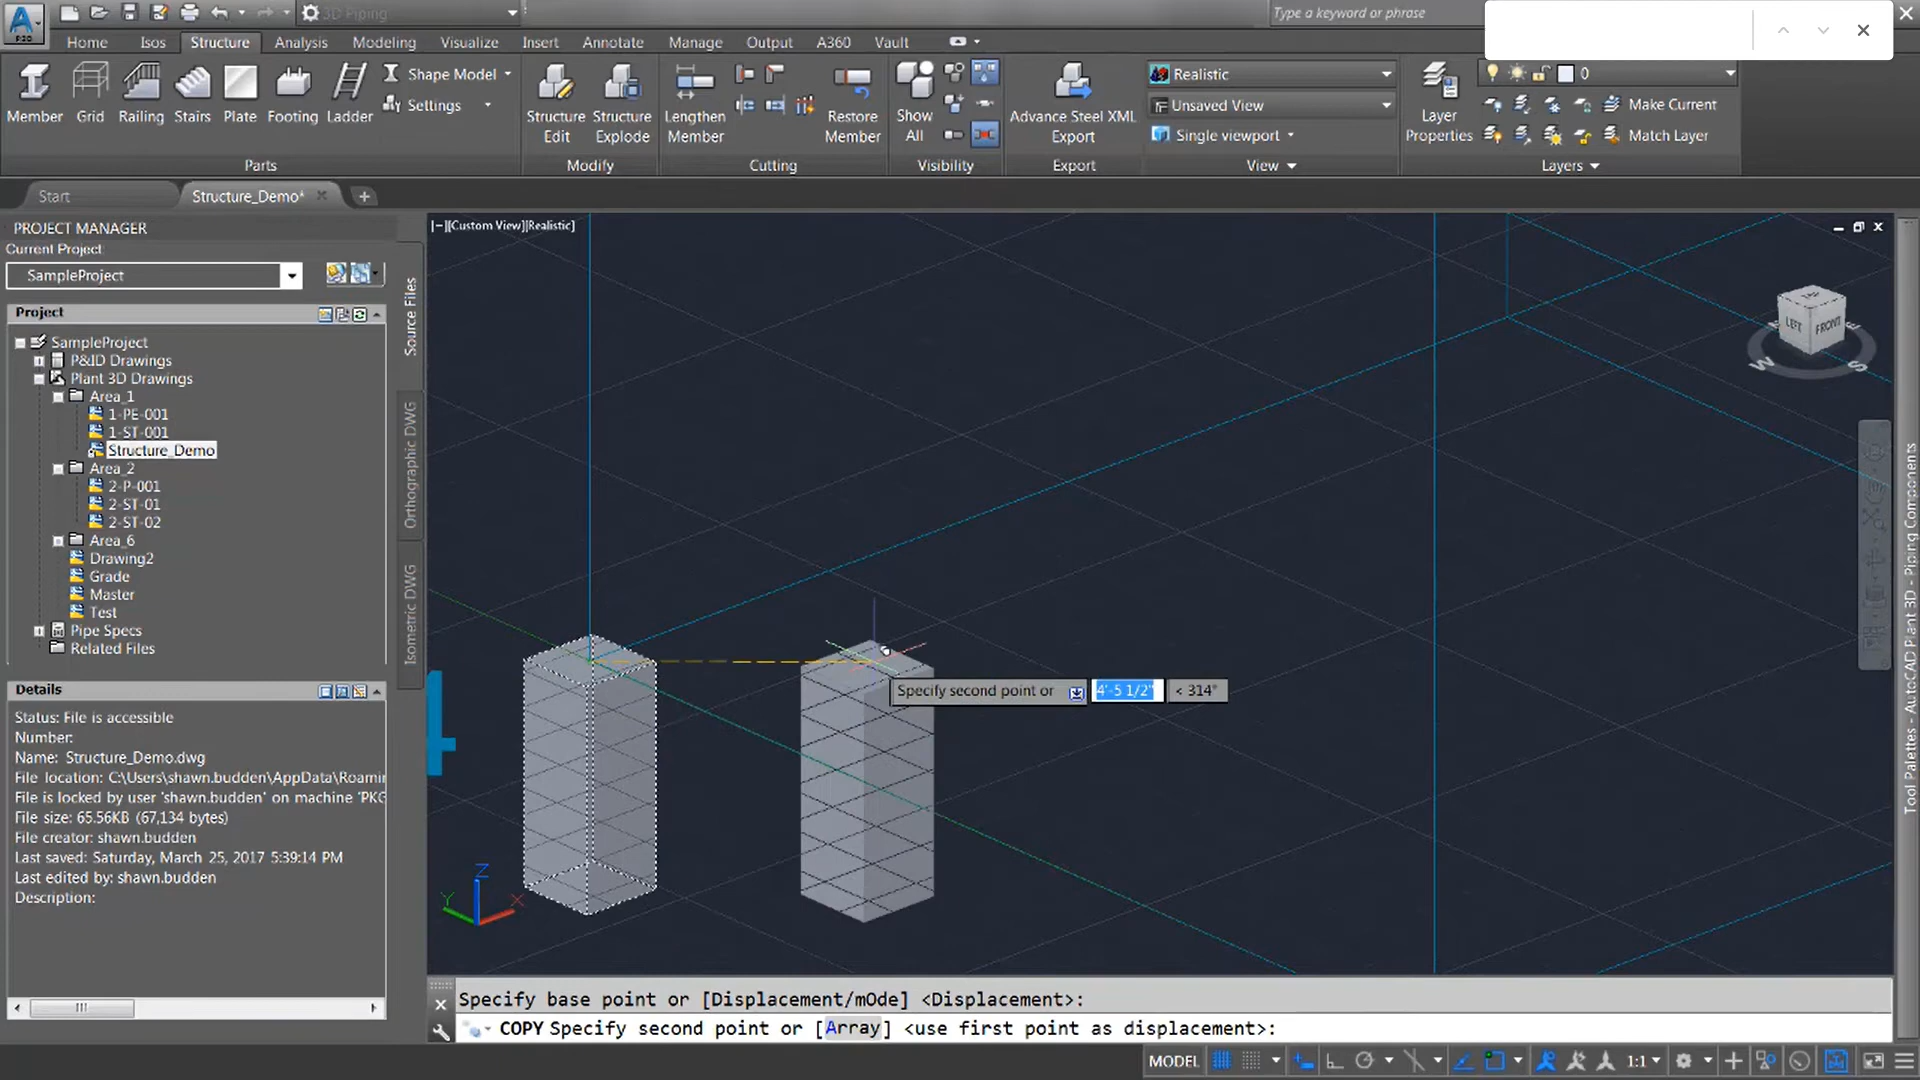 3D Piping
Type a keyword or phrase
P3D
Home Isos Structure Analysis Modeling Visualize Insert Annotate Manage Output A360 Vault
Member Grid Railing Stairs Plate Footing Ladder
Shape Model
Settings
Structure Edit
Structure Explode
Lengthen Member
Restore Member
Show All
Advance Steel XML Export
Realistic
Unsaved View
Single viewport
Layer Properties
0
Make Current
Match Layer
Parts Modify Cutting Visibility Export View Layers
Start Structure_Demo*
PROJECT MANAGER
Current Project
SampleProject
Project
SampleProject
P&ID Drawings
Plant 3D Drawings
Area_1
1-PE-001
1-ST-001
Structure_Demo
Area_2
2-P-001
2-ST-01
2-ST-02
Area_6
Drawing2
Grade
Master
Test
Pipe Specs
Related Files
Source Files
Orthographic DWG
Isometric DWG
Details
Status: File is accessible
Number:
Name: Structure_Demo.dwg
File location: C:\Users\shawn.budden\AppData\Roami
File is locked by user 'shawn.budden' on machine 'PKG
File size: 65.56KB (67,134 bytes)
File creator: shawn.budden
Last saved: Saturday, March 25, 2017 5:39:14 PM
Last edited by: shawn.budden
Description:
[−][Custom View][Realistic]
TOP
LEFT FRONT
W S
Specify second point or 4'-5 1/2" < 314°
Z
Y X
Specify base point or [Displacement/mOde] <Displacement>:
COPY Specify second point or [Array] <use first point as displacement>:
MODEL 1:1
Tool Palettes - AutoCAD Plant 3D - Piping Components